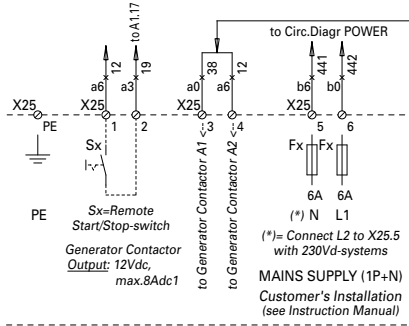 to A1.17
to Circ.Diagr POWER
12
19
38
12
441
442
a6
a3
a0
a6
b6
b0
X25
X25
X25
X25
PE
1
2
3
4
5
6
Sx
Fx
Fx
to Generator Contactor A1
to Generator Contactor A2
6A
6A
(*) N
L1
PE
Sx=Remote
Start/Stop-switch
(*)= Connect L2 to X25.5
with 230Vd-systems
Generator Contactor
Output: 12Vdc,
max.8Adc1
MAINS SUPPLY (1P+N)
Customer's Installation
(see Instruction Manual)